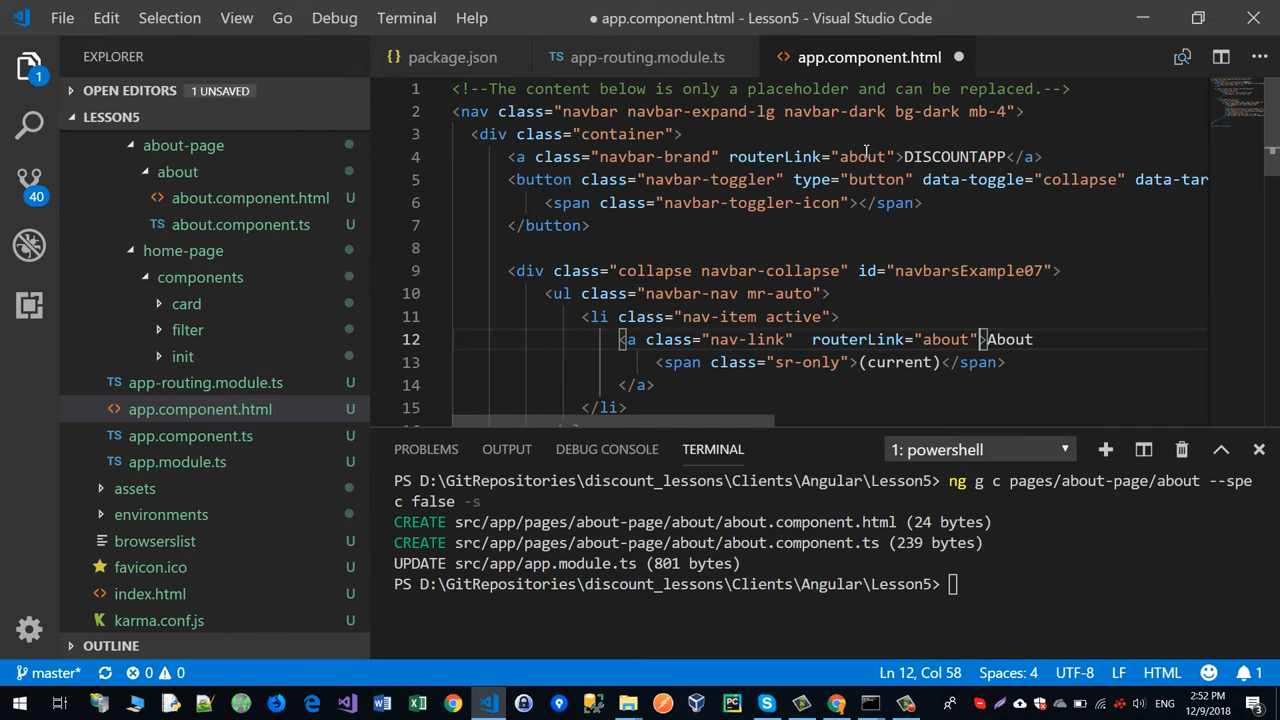 File Edit Selection View Go Debug Terminal Help
● app.component.html - Lesson5 - Visual Studio Code
EXPLORER
OPEN EDITORS 1 UNSAVED
LESSON5
about-page
about
about.component.html U
about.component.ts U
home-page
components
card
filter
init
app-routing.module.ts U
app.component.html U
app.component.ts U
app.module.ts U
assets
environments
browserslist U
favicon.ico U
index.html U
karma.conf.js U
OUTLINE
1
40
{} package.json
TS app-routing.module.ts
<> app.component.html ●
1 <!--The content below is only a placeholder and can be replaced.-->
2 <nav class="navbar navbar-expand-lg navbar-dark bg-dark mb-4">
3 <div class="container">
4 <a class="navbar-brand" routerLink="about">DISCOUNTAPP</a>
5 <button class="navbar-toggler" type="button" data-toggle="collapse" data-tar
6 <span class="navbar-toggler-icon"></span>
7 </button>
8
9 <div class="collapse navbar-collapse" id="navbarsExample07">
10 <ul class="navbar-nav mr-auto">
11 <li class="nav-item active">
12 <a class="nav-link"  routerLink="about">About
13 <span class="sr-only">(current)</span>
14 </a>
15 </li>
PROBLEMS OUTPUT DEBUG CONSOLE TERMINAL 1: powershell
PS D:\GitRepositories\discount_lessons\Clients\Angular\Lesson5> ng g c pages/about-page/about --spe
c false -s
CREATE src/app/pages/about-page/about/about.component.html (24 bytes)
CREATE src/app/pages/about-page/about/about.component.ts (239 bytes)
UPDATE src/app/app.module.ts (801 bytes)
PS D:\GitRepositories\discount_lessons\Clients\Angular\Lesson5>
master* 0 0 Ln 12, Col 58 Spaces: 4 UTF-8 LF HTML 1
ENG 2:52 PM
12/9/2018